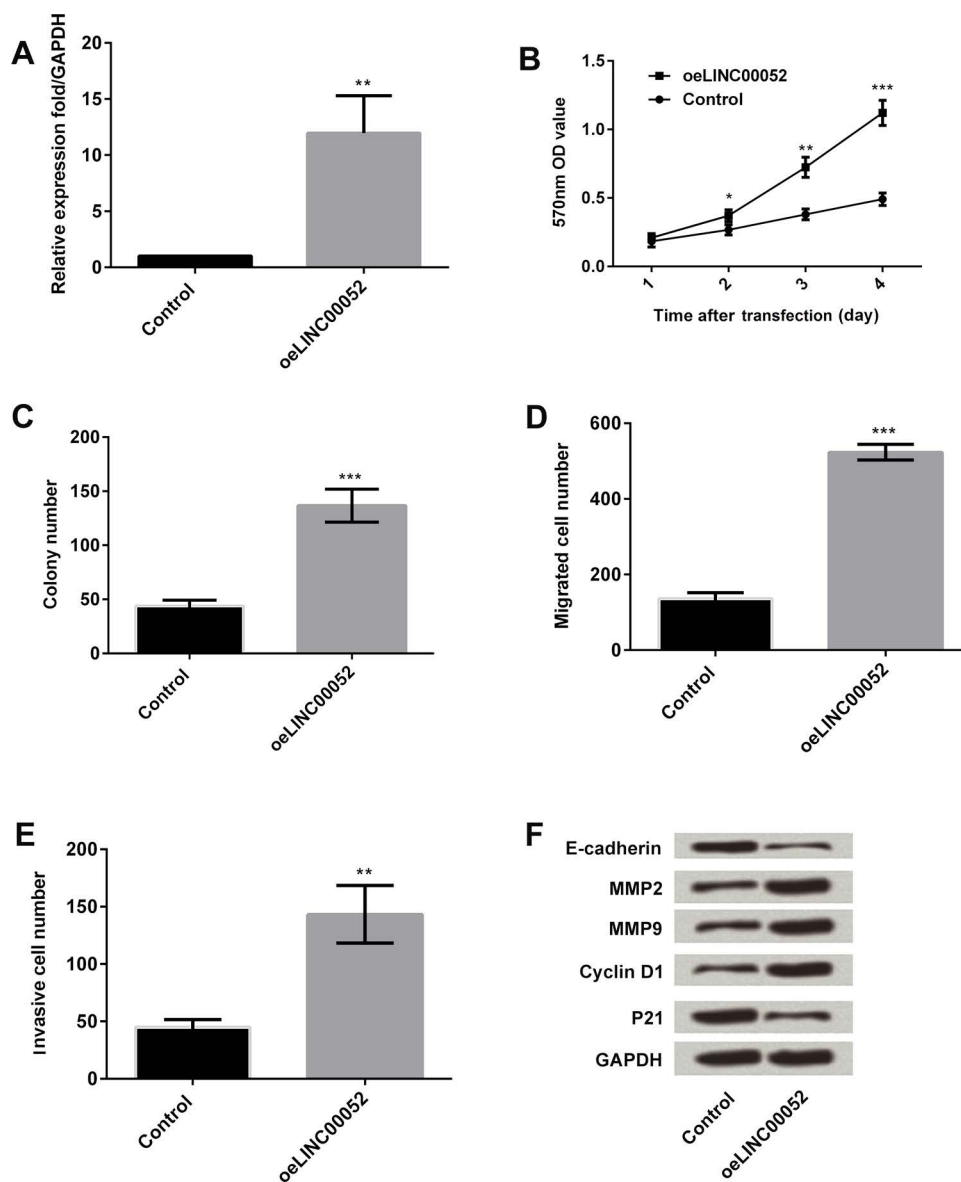 A
Relative expression fold/GAPDH
20
15
10
5
0
**
Control
oeLINC00052
B
570nm OD value
1.5
1.0
0.5
0.0
oeLINC00052
Control
*
**
***
1
2
3
4
Time after transfection (day)
C
Colony number
200
150
100
50
0
***
Control
oeLINC00052
D
Migrated cell number
600
400
200
0
***
Control
oeLINC00052
E
Invasive cell number
200
150
100
50
0
**
Control
oeLINC00052
F
E-cadherin
MMP2
MMP9
Cyclin D1
P21
GAPDH
Control
oeLINC00052